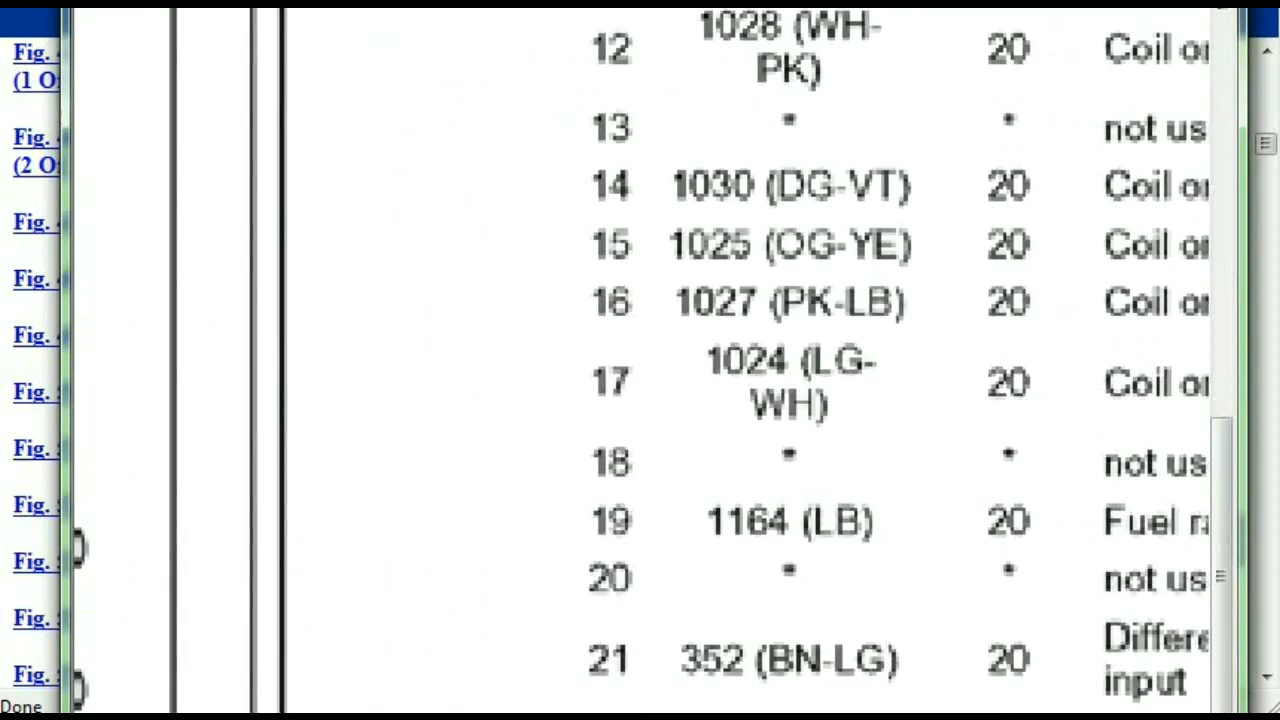 Fig.
(1 O
Fig.
(2 O
Fig.
Fig.
Fig.
Fig.
Fig.
Fig.
Fig.
Fig.
Fig.
Done
12 1028 (WH-
PK) 20 Coil
13 * * not us
14 1030 (DG-VT) 20 Coil
15 1025 (OG-YE) 20 Coil
16 1027 (PK-LB) 20 Coil
17 1024 (LG-
WH) 20 Coil
18 * * not us
19 1164 (LB) 20 Fuel
20 * * not us
21 352 (BN-LG) 20 Differe
input